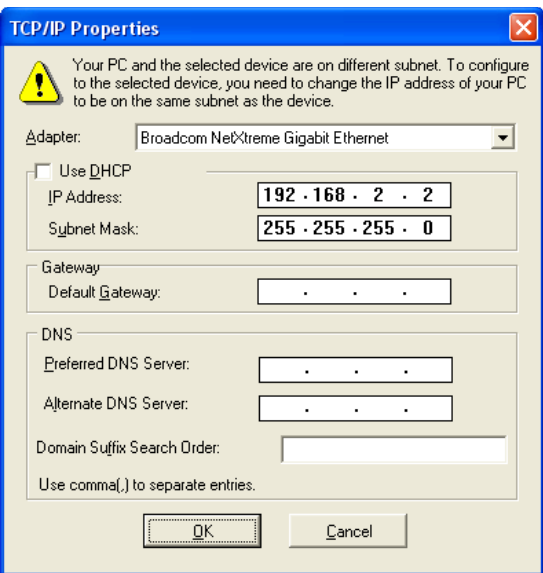 TCP/IP Properties
Your PC and the selected device are on different subnet. To configure
to the selected device, you need to change the IP address of your PC
to be on the same subnet as the device.
Adapter: Broadcom NetXtreme Gigabit Ethernet
Use DHCP
IP Address: 192 . 168 . 2 . 2
Subnet Mask: 255 . 255 . 255 . 0
Gateway
Default Gateway: . . .
DNS
Preferred DNS Server: . . .
Alternate DNS Server: . . .
Domain Suffix Search Order:
Use comma(,) to separate entries.
OK Cancel